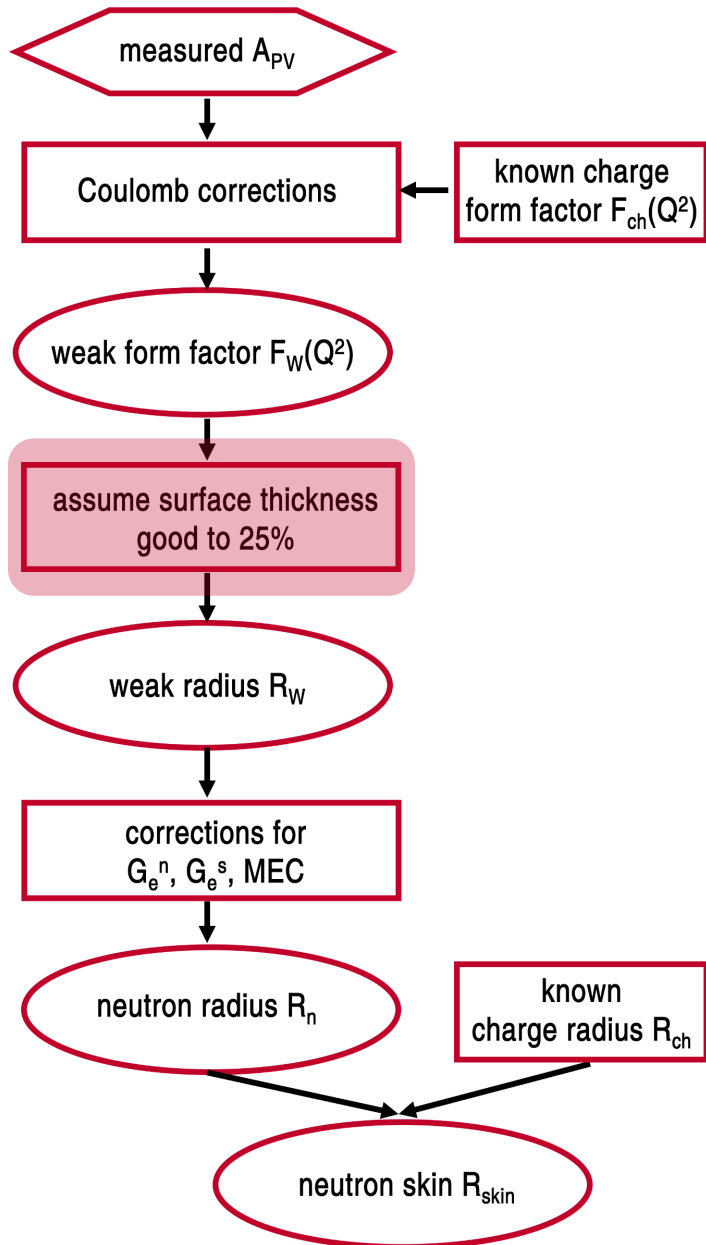 measured A_PV
Coulomb corrections
known charge
form factor F_ch(Q²)
weak form factor F_W(Q²)
assume surface thickness
good to 25%
weak radius R_W
corrections for
G_e^n, G_e^s, MEC
neutron radius R_n
known
charge radius R_ch
neutron skin R_skin